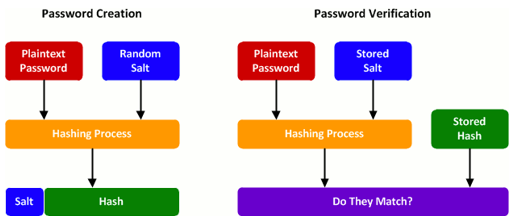 Password Creation
Password Verification
Plaintext
Password
Random
Salt
Plaintext
Password
Stored
Salt
Hashing Process
Hashing Process
Stored
Hash
Salt
Hash
Do They Match?